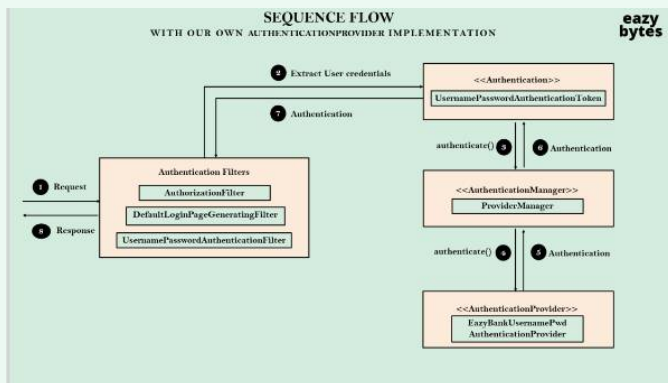 SEQUENCE FLOW
WITH OUR OWN AUTHENTICATIONPROVIDER IMPLEMENTATION
eazy
bytes
2 Extract User credentials
7 Authentication
<<Authentication>>
UsernamePasswordAuthenticationToken
authenticate() 3
6 Authentication
1 Request
8 Response
Authentication Filters
AuthorizationFilter
DefaultLoginPageGeneratingFilter
UsernamePasswordAuthenticationFilter
<<AuthenticationManager>>
ProviderManager
authenticate() 4
5 Authentication
<<AuthenticationProvider>>
EazyBankUsernamePwd
AuthenticationProvider